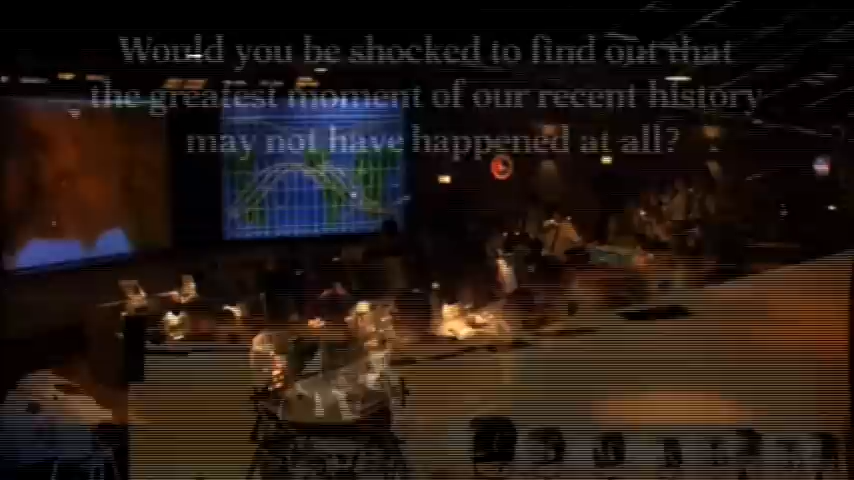 Would you be shocked to find out that
the greatest moment of our recent history
may not have happened at all?